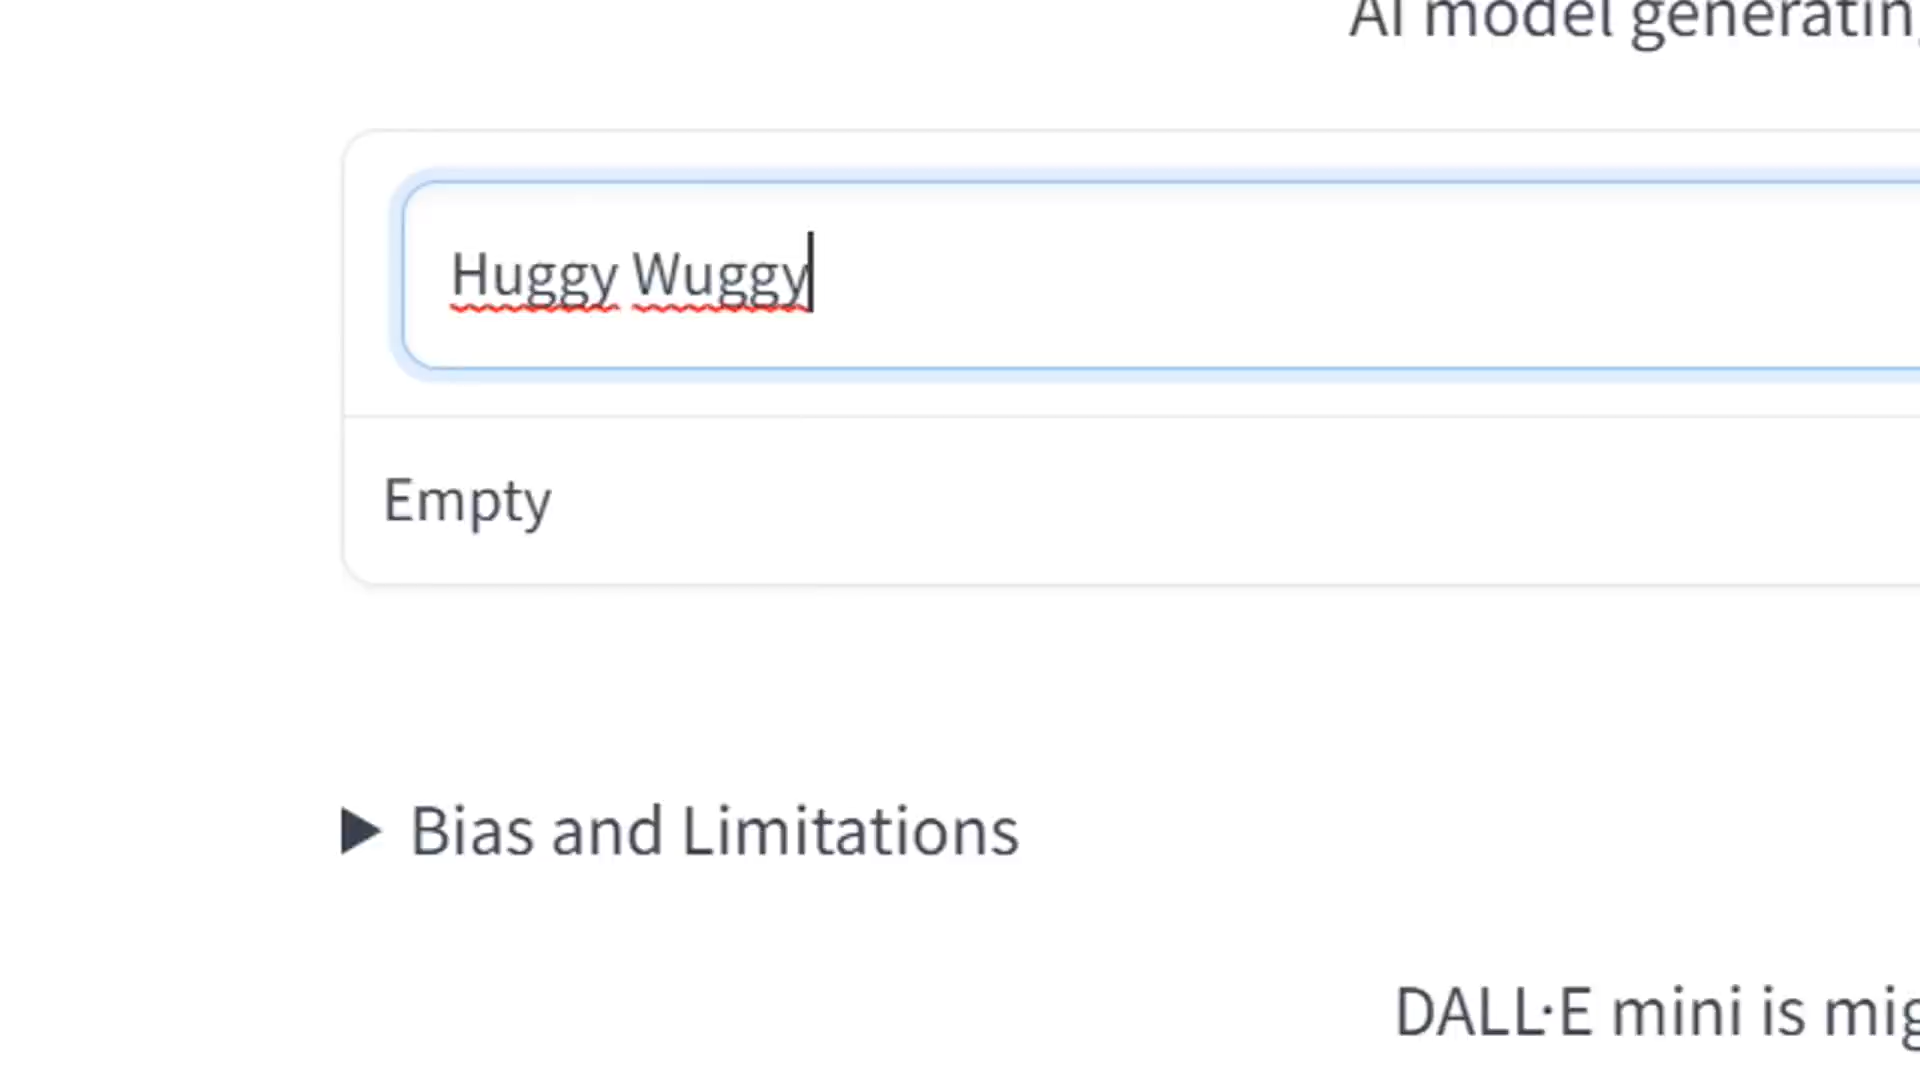 AI model generatin
Huggy Wuggy
Empty
Bias and Limitations
DALL·E mini is mig